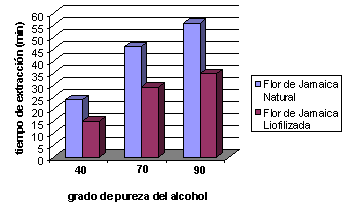 tiempo de extracción (min)
60
55
50
45
40
35
30
25
20
15
10
5
0
40 70 90
grado de pureza del alcohol
Flor de Jamaica
Natural
Flor de Jamaica
Liofilizada